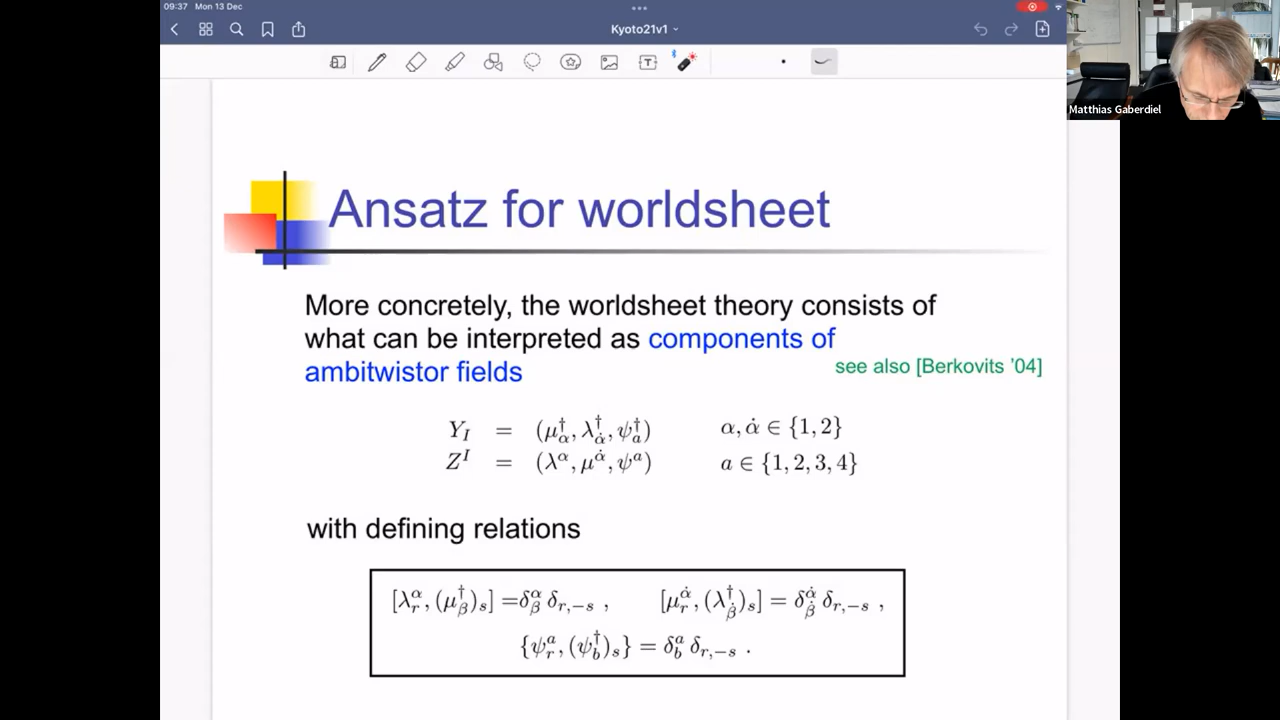 09:37 Mon 13 Dec
Kyoto21v1
Matthias Gaberdiel
Ansatz for worldsheet
More concretely, the worldsheet theory consists of
what can be interpreted as components of
ambitwistor fields
see also [Berkovits ’04]
Y_I = (μ†_α, λ†_α̇, ψ†_a) α, α̇ ∈ {1, 2}
Z^I = (λ^α, μ^α̇, ψ^a) a ∈ {1, 2, 3, 4}
with defining relations
[λ^α_r, (μ†_β)_s] = δ^α_β δ_{r,−s} , [μ^α̇_r, (λ†_β̇)_s] = δ^α̇_β̇ δ_{r,−s} ,
{ψ^a_r, (ψ†_b)_s} = δ^a_b δ_{r,−s} .